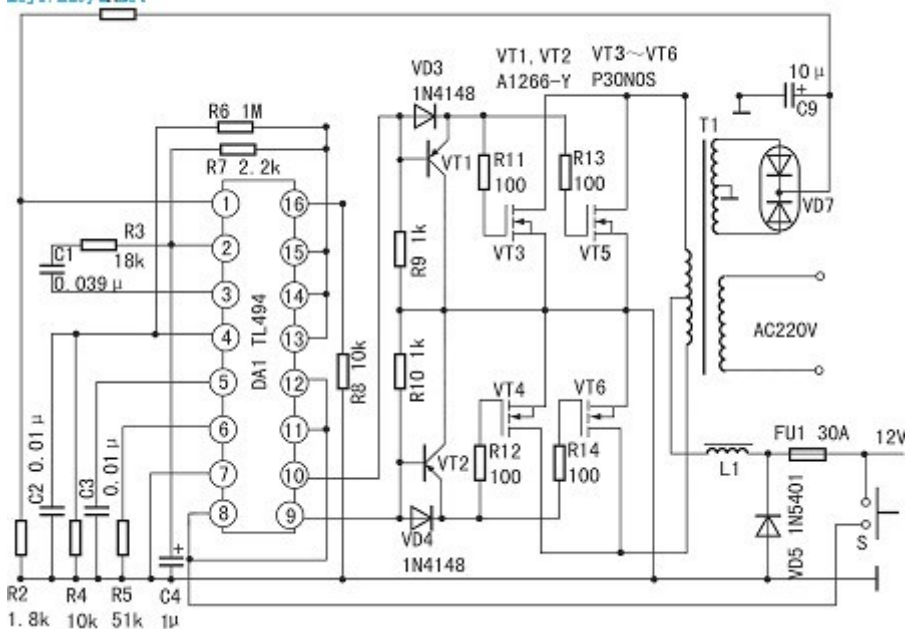 VT1, VT2
A1266-Y
VT3～VT6
P30N0S
VD3
1N4148
10μ
+
C9
T1
R6 1M
R7 2.2k
R11
100
R13
100
VT1
VD7
1
16
R3
18k
C1
0.039μ
2
15
3
14
4
13
5
12
6
11
7
10
8
9
DA1 TL494
R9 1k
VT3
VT5
AC220V
R8 10k
R10 1k
VT4
VT6
R12
100
R14
100
VT2
FU1 30A
12V
L1
C2 0.01μ
C3 0.01μ
VD4
1N4148
VD5 1N5401
S
+
R2
1.8k
R4
10k
R5
51k
C4
1μ